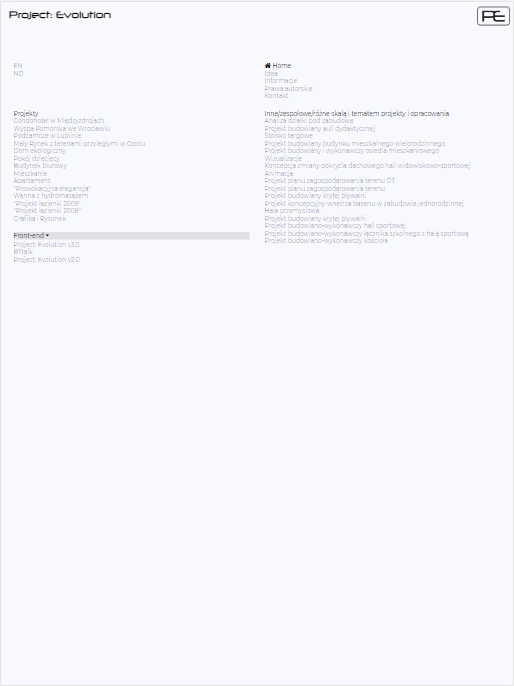 Project: Evolution
PE
EN
NO
Home
Idea
Informacje
Prawa autorskie
Kontakt
Projekty
Condohotel w Międzyzdrojach
Wyspa Pomorska we Wrocławiu
Podzamcze w Lublinie
Mały Rynek z terenami przyległymi w Opolu
Dom ekologiczny
Pokój dziecięcy
Budynek biurowy
Mieszkanie
Apartament
"Prowokacyjna elegancja"
Wanna z hydromasażem
"Projekt łazienki 2009"
"Projekt łazienki 2008"
Grafika i Rysunek
Inne/zespołowe/różne skalą i tematem projekty i opracowania
Analiza działki pod zabudowę
Projekt budowlany auli dydaktycznej
Stoisko targowe
Projekt budowlany budynku mieszkalnego wielorodzinnego
Projekt budowlany i wykonawczy osiedla mieszkaniowego
Wizualizacje
Koncepcja zmiany pokrycia dachowego hali widowiskowo-sportowej
Animacja
Projekt planu zagospodarowania terenu OT
Projekt planu zagospodarowania terenu
Projekt budowlany krytej pływalni
Projekt koncepcyjny wnętrza basenu w zabudowie jednorodzinnej
Hala przemysłowa
Projekt budowlany krytej pływalni
Projekt budowlano-wykonawczy hali sportowej
Projekt budowlano-wykonawczy łącznika szkolnego z halą sportową
Projekt budowlano-wykonawczy kościoła
Front-end
Project: Evolution v3.0
BTtalk
Project: Evolution v2.0